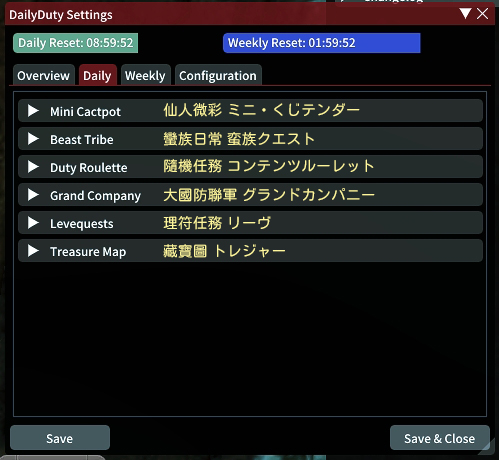 DailyDuty Settings
Daily Reset: 08:59:52 Weekly Reset: 01:59:52
Overview Daily Weekly Configuration
Mini Cactpot 仙人微彩 ミニ・くじテンダー
Beast Tribe 蠻族日常 蛮族クエスト
Duty Roulette 隨機任務 コンテンツルーレット
Grand Company 大國防聯軍 グランドカンパニー
Levequests 理符任務 リーヴ
Treasure Map 藏寶圖 トレジャー
Save Save & Close